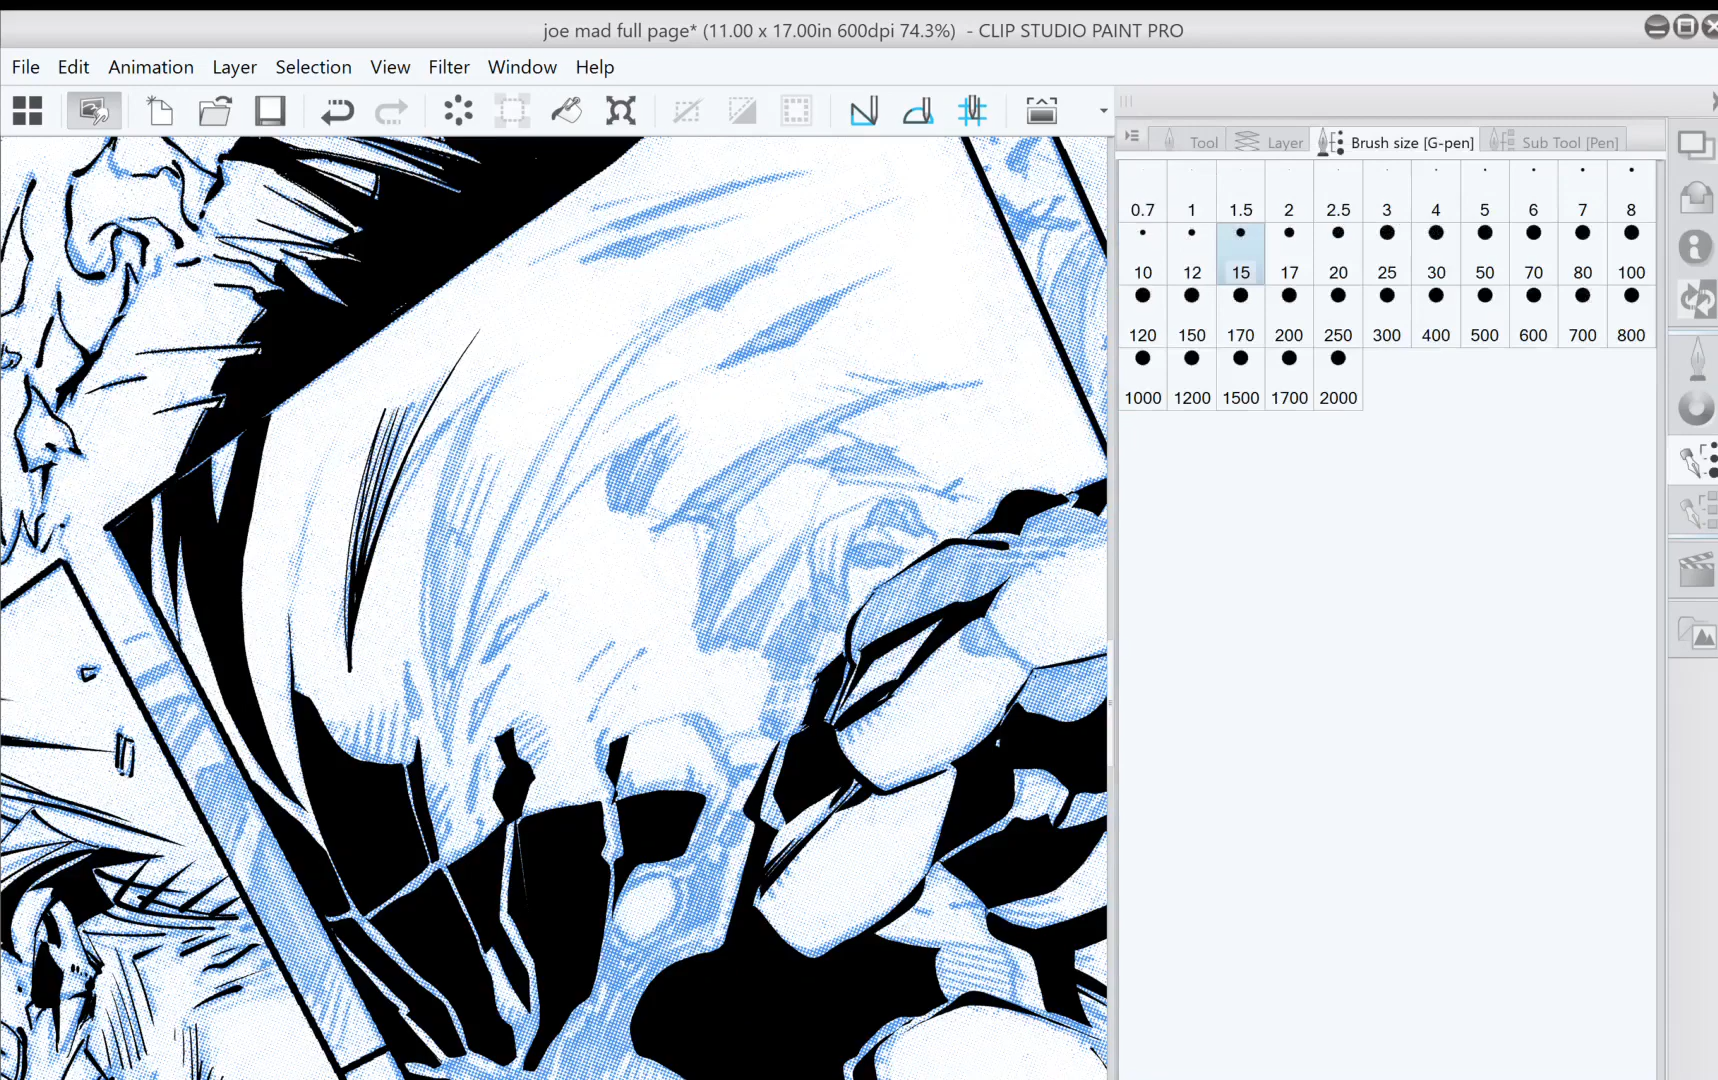 joe mad full page* (11.00 x 17.00in 600dpi 74.3%) - CLIP STUDIO PAINT PRO
File Edit Animation Layer Selection View Filter Window Help
Tool Layer Brush size [G-pen] Sub Tool [Pen]
0.7 1 1.5 2 2.5 3 4 5 6 7 8
10 12 15 17 20 25 30 50 70 80 100
120 150 170 200 250 300 400 500 600 700 800
1000 1200 1500 1700 2000